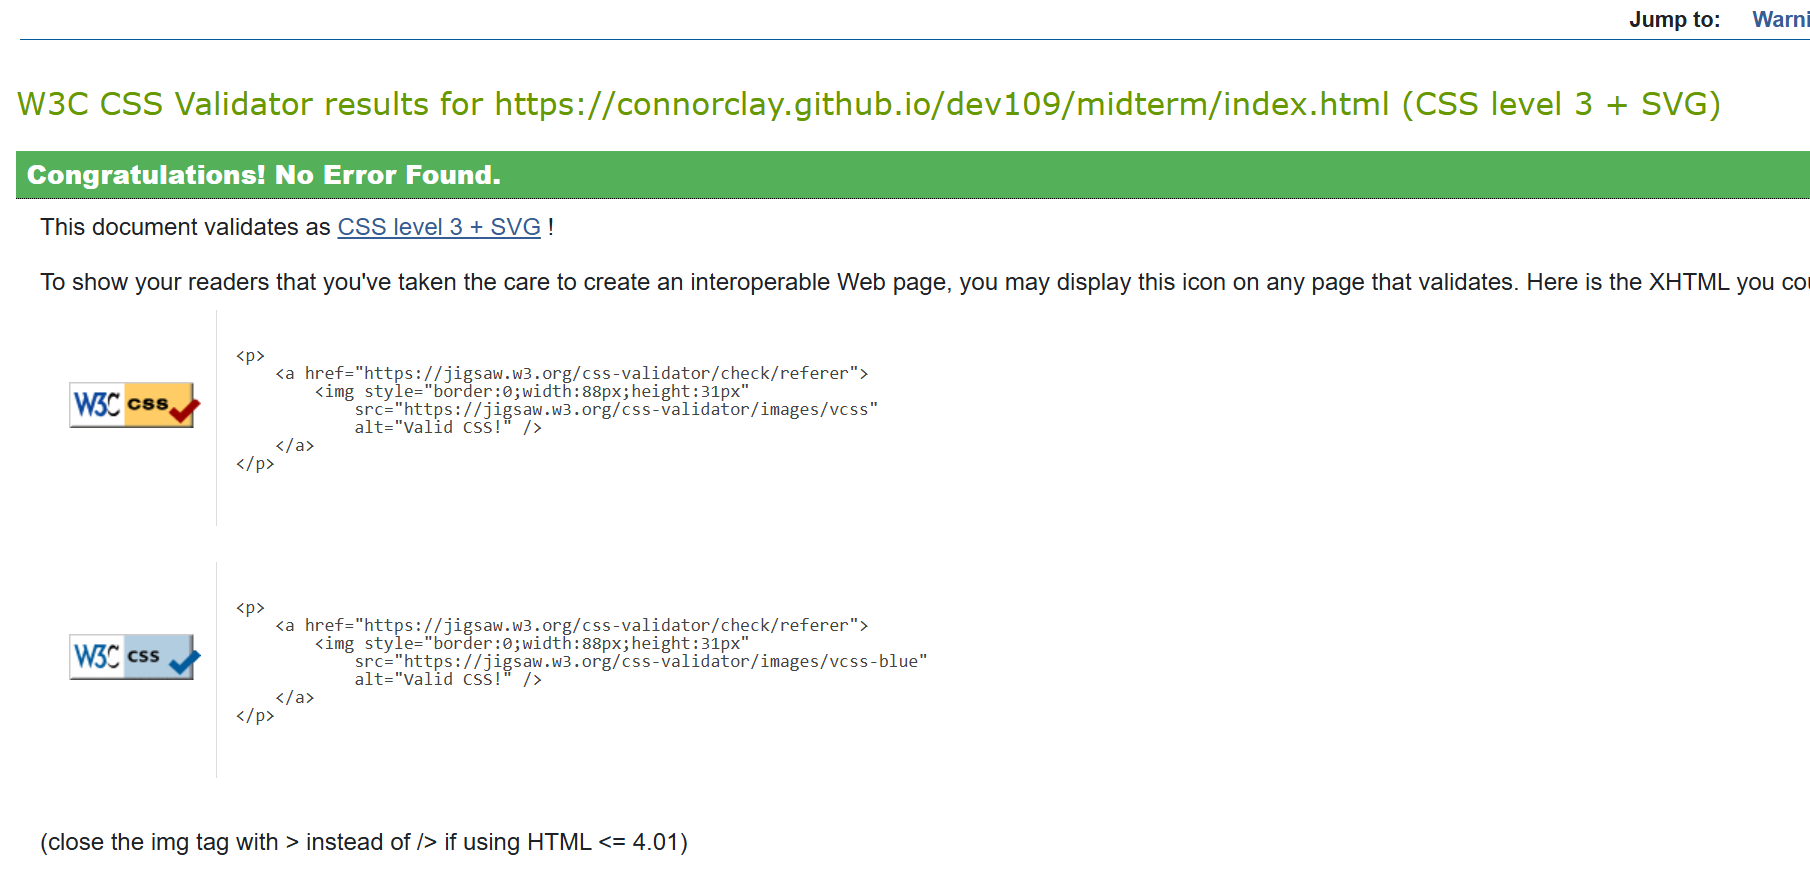 Jump to: Warni
W3C CSS Validator results for https://connorclay.github.io/dev109/midterm/index.html (CSS level 3 + SVG)
Congratulations! No Error Found.
This document validates as CSS level 3 + SVG !
To show your readers that you've taken the care to create an interoperable Web page, you may display this icon on any page that validates. Here is the XHTML you cou
W3C css
<p>
<a href="https://jigsaw.w3.org/css-validator/check/referer">
<img style="border:0;width:88px;height:31px"
src="https://jigsaw.w3.org/css-validator/images/vcss"
alt="Valid CSS!" />
</a>
</p>
W3C css
<p>
<a href="https://jigsaw.w3.org/css-validator/check/referer">
<img style="border:0;width:88px;height:31px"
src="https://jigsaw.w3.org/css-validator/images/vcss-blue"
alt="Valid CSS!" />
</a>
</p>
(close the img tag with > instead of /> if using HTML <= 4.01)